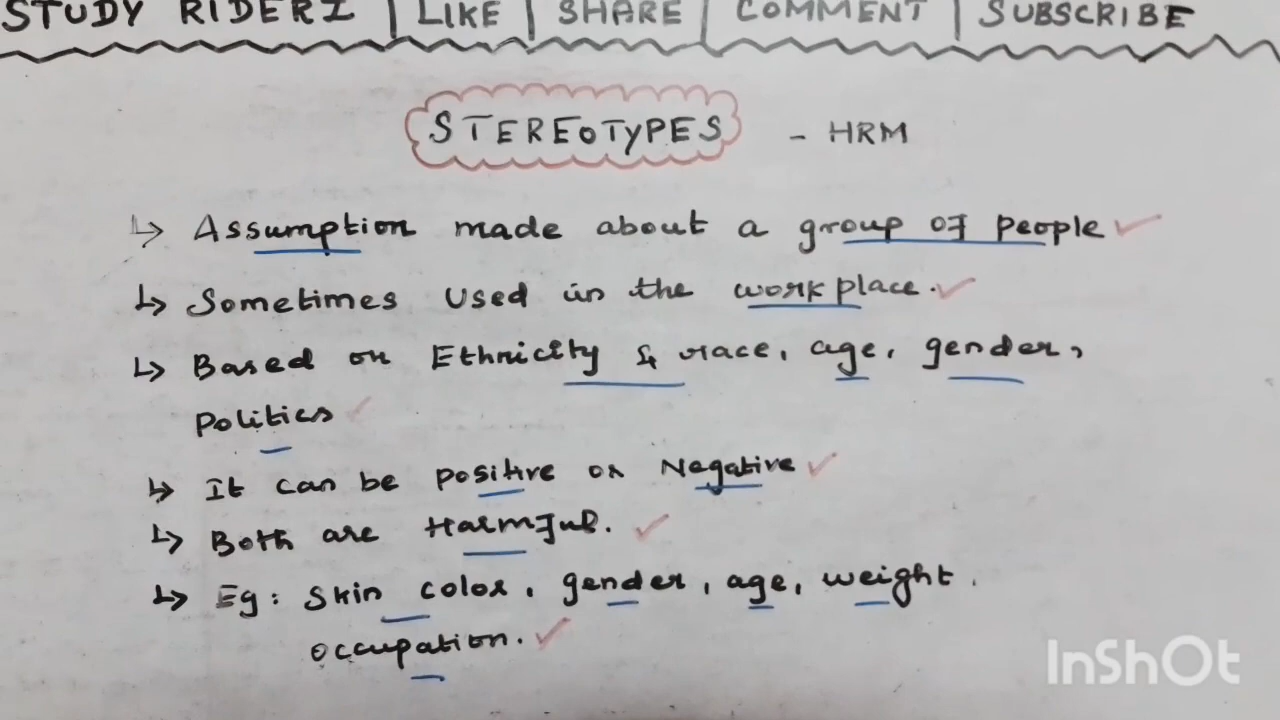 STUDY RIDERZ | LIKE | SHARE | COMMENT | SUBSCRIBE
STEREOTYPES - HRM
↳ Assumption made about a group of people ✓
↳ Sometimes used in the workplace. ✓
↳ Based on Ethnicity & race, age, gender,
Politics ✓
↳ It can be positive or Negative ✓
↳ Both are Harmful. ✓
↳ Eg: Skin color, gender, age, weight,
occupation. ✓
InShOt